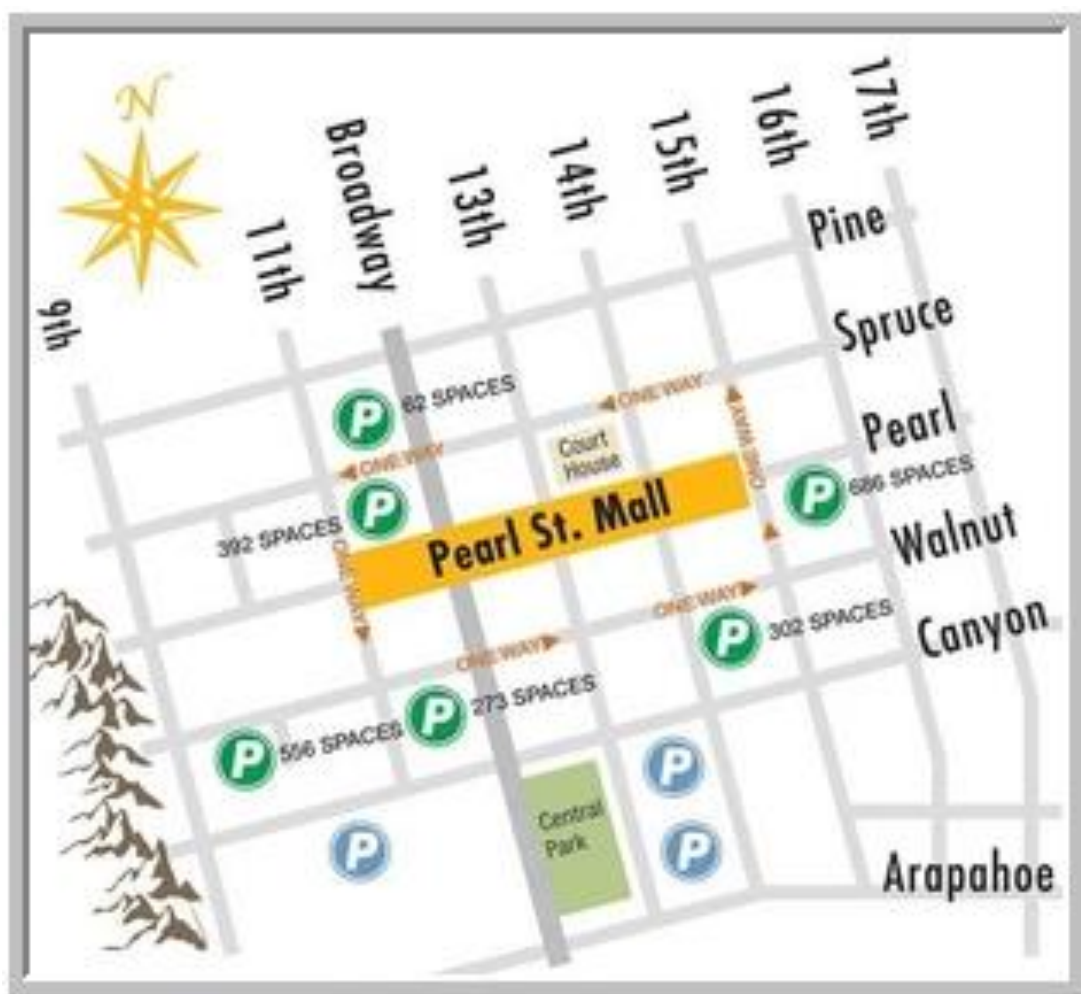 N
9th
11th
Broadway
13th
14th
15th
16th
17th
Pine
Spruce
Pearl
Walnut
Canyon
Arapahoe
P
62 SPACES
ONE WAY
ONE WAY
ONE WAY
Court
House
P
392 SPACES
ONE WAY
Pearl St. Mall
P
686 SPACES
ONE WAY
ONE WAY
P
302 SPACES
P
273 SPACES
P
556 SPACES
P
P
P
Central
Park